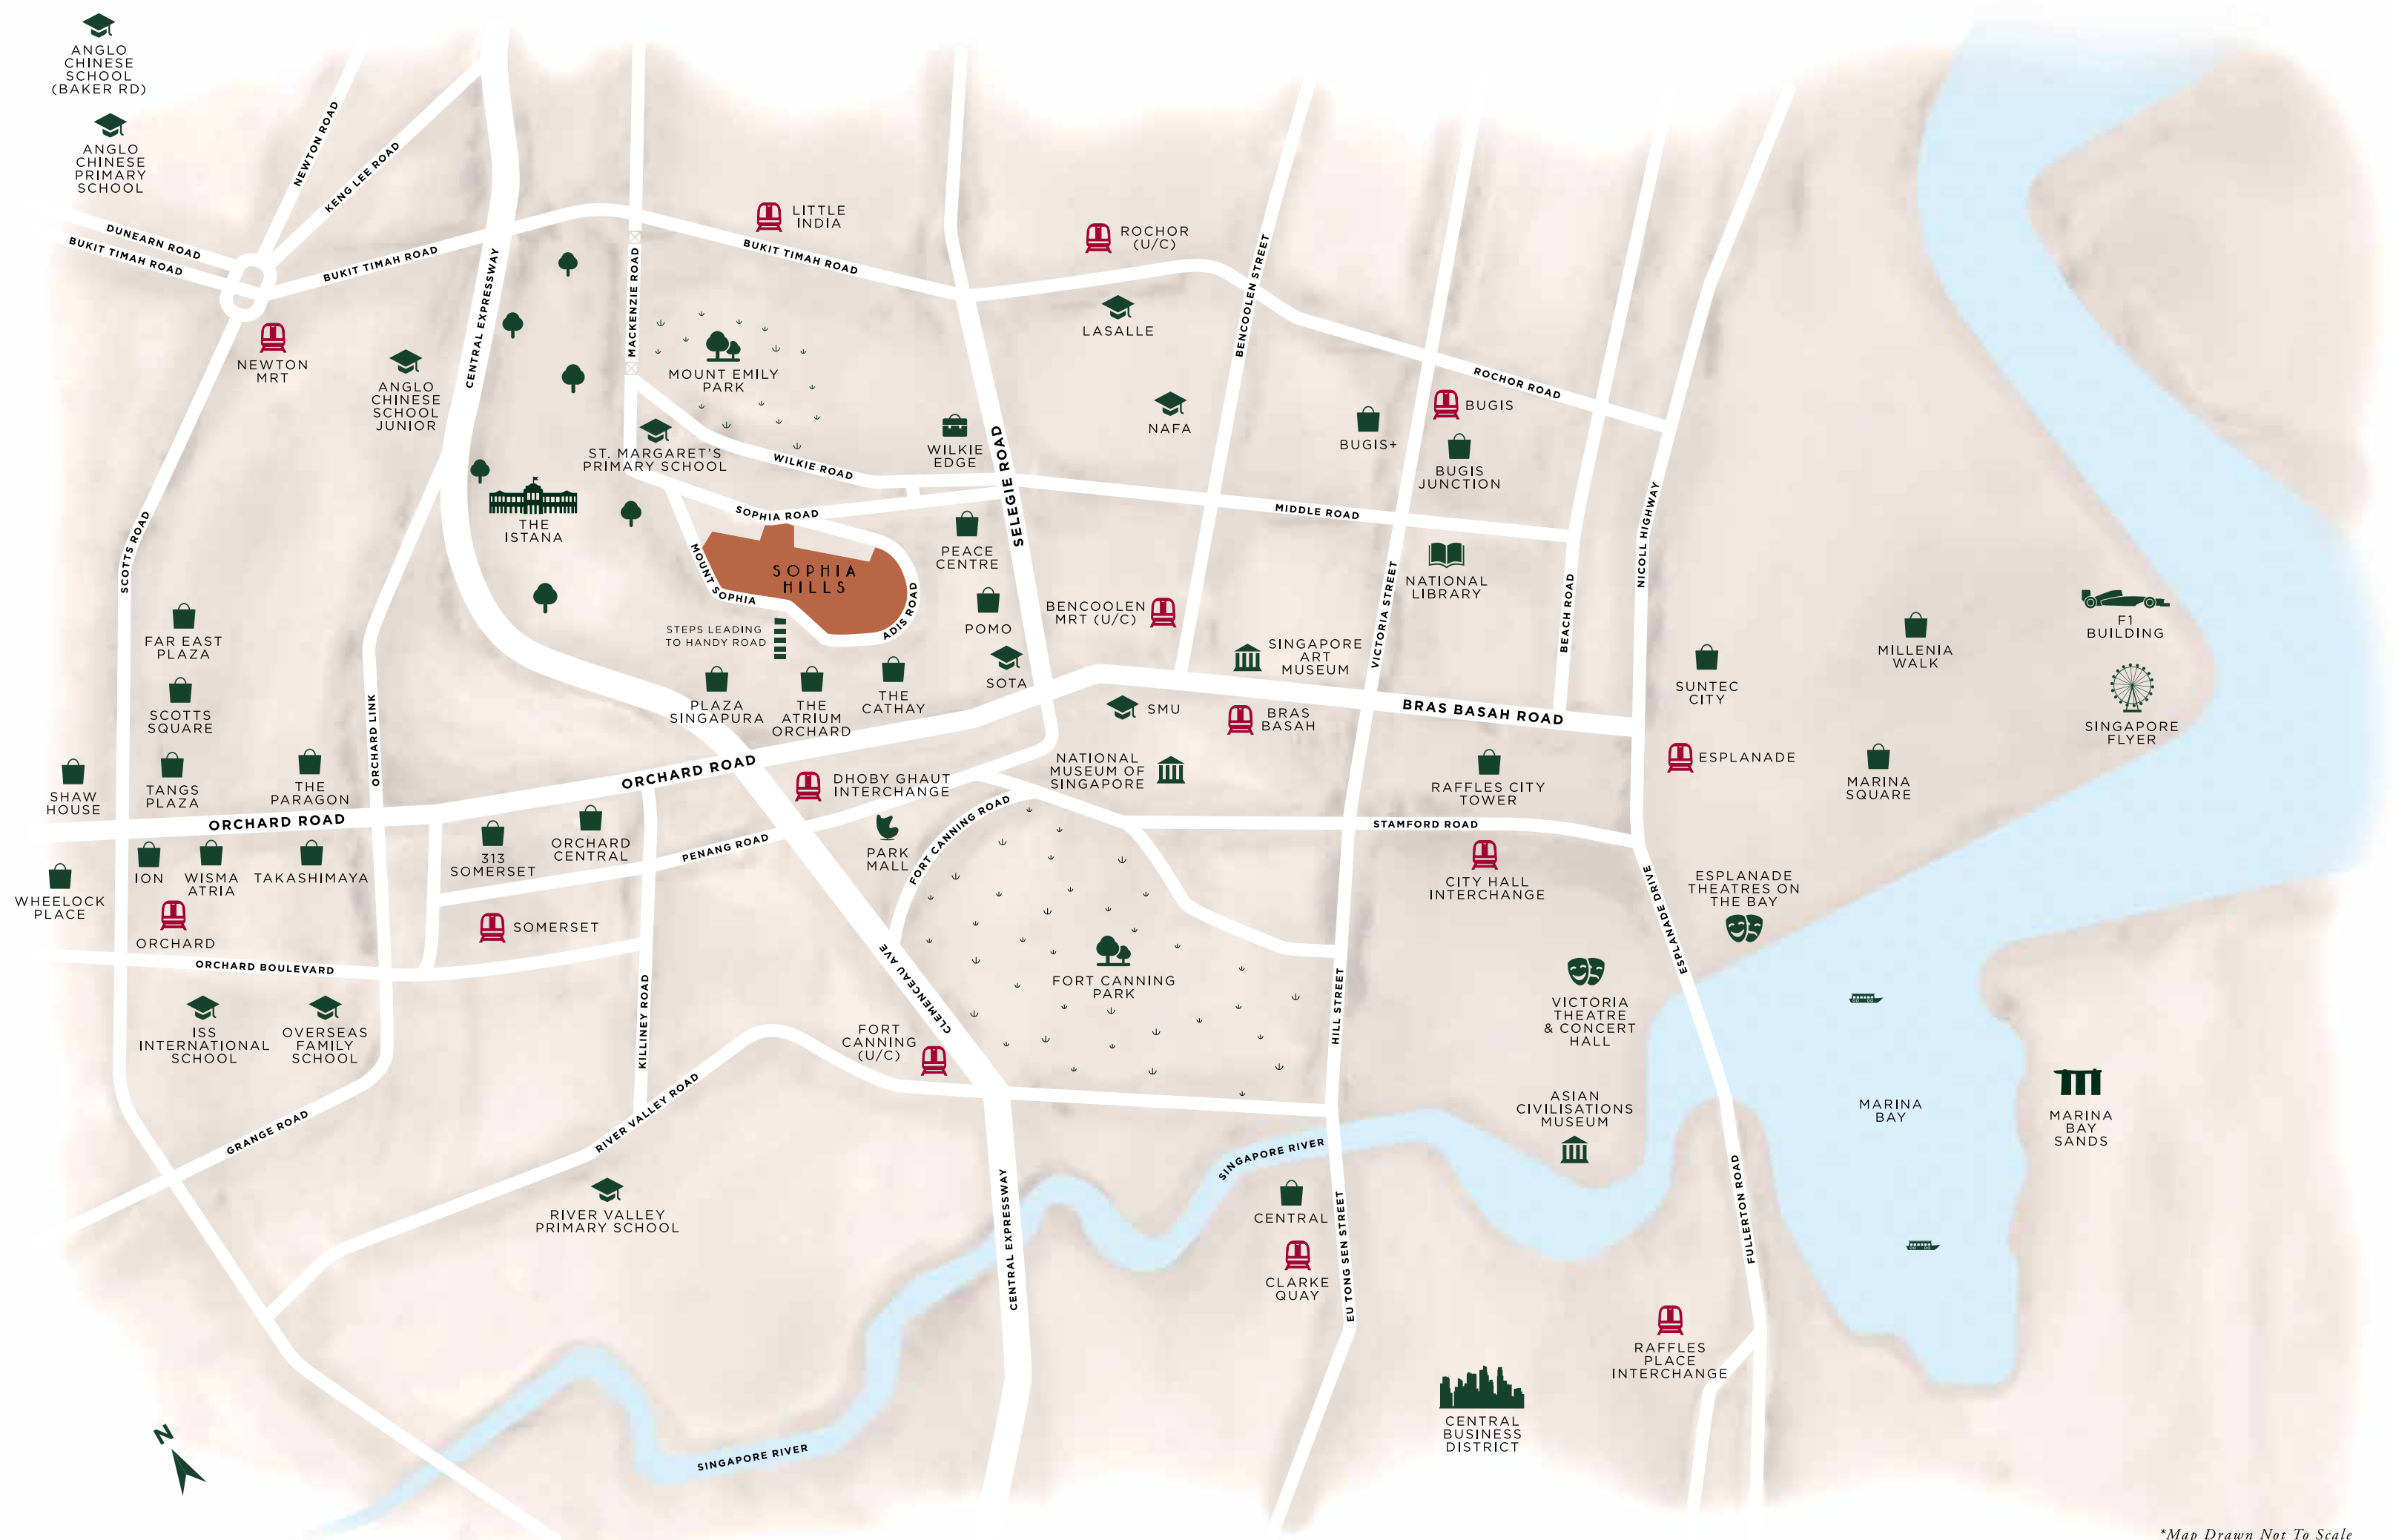 ANGLO
CHINESE
SCHOOL
(BAKER RD)
ANGLO
CHINESE
PRIMARY
SCHOOL
NEWTON ROAD
KENG LEE ROAD
DUNEARN ROAD
BUKIT TIMAH ROAD
BUKIT TIMAH ROAD
CENTRAL EXPRESSWAY
MACKENZIE ROAD
LITTLE
INDIA
BUKIT TIMAH ROAD
ROCHOR
(U/C)
BENCOOLEN STREET
LASALLE
NEWTON
MRT
ANGLO
CHINESE
SCHOOL
JUNIOR
MOUNT EMILY
PARK
ROCHOR ROAD
BUGIS
BUGIS+
BUGIS
JUNCTION
NAFA
WILKIE
EDGE
SELEGIE ROAD
ST. MARGARET'S
PRIMARY SCHOOL
WILKIE ROAD
THE
ISTANA
SOPHIA ROAD
MIDDLE ROAD
NICOLL HIGHWAY
SCOTTS ROAD
MOUNT SOPHIA
SOPHIA
HILLS
ADIS ROAD
PEACE
CENTRE
NATIONAL
LIBRARY
VICTORIA STREET
BEACH ROAD
STEPS LEADING
TO HANDY ROAD
POMO
BENCOOLEN
MRT (U/C)
F1
BUILDING
FAR EAST
PLAZA
SINGAPORE
ART
MUSEUM
MILLENIA
WALK
SCOTTS
SQUARE
ORCHARD LINK
PLAZA
SINGAPURA
THE
ATRIUM
ORCHARD
THE
CATHAY
SOTA
SMU
BRAS
BASAH
BRAS BASAH ROAD
SUNTEC
CITY
SINGAPORE
FLYER
SHAW
HOUSE
TANGS
PLAZA
THE
PARAGON
ORCHARD ROAD
DHOBY GHAUT
INTERCHANGE
NATIONAL
MUSEUM OF
SINGAPORE
RAFFLES CITY
TOWER
ESPLANADE
MARINA
SQUARE
ORCHARD ROAD
313
SOMERSET
ORCHARD
CENTRAL
PENANG ROAD
PARK
MALL
FORT CANNING ROAD
STAMFORD ROAD
WHEELOCK
PLACE
ION
WISMA
ATRIA
TAKASHIMAYA
CITY HALL
INTERCHANGE
ESPLANADE DRIVE
ESPLANADE
THEATRES ON
THE BAY
ORCHARD
SOMERSET
ORCHARD BOULEVARD
CLEMENCEAU AVE
FORT CANNING
PARK
HILL STREET
VICTORIA
THEATRE
& CONCERT
HALL
ISS
INTERNATIONAL
SCHOOL
OVERSEAS
FAMILY
SCHOOL
KILLINEY ROAD
FORT
CANNING
(U/C)
GRANGE ROAD
RIVER VALLEY ROAD
ASIAN
CIVILISATIONS
MUSEUM
MARINA
BAY
MARINA
BAY
SANDS
SINGAPORE RIVER
RIVER VALLEY
PRIMARY SCHOOL
CENTRAL EXPRESSWAY
CENTRAL
CLARKE
QUAY
EU TONG SEN STREET
FULLERTON ROAD
RAFFLES
PLACE
INTERCHANGE
CENTRAL
BUSINESS
DISTRICT
N
SINGAPORE RIVER
*Map Drawn Not To Scale